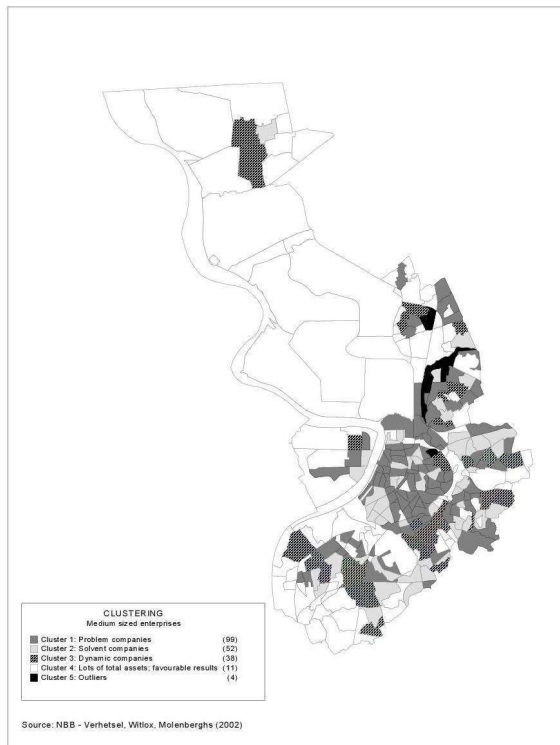 CLUSTERING
Medium sized enterprises
Cluster 1: Problem companies (99)
Cluster 2: Solvent companies (52)
Cluster 3: Dynamic companies (38)
Cluster 4: Lots of total assets; favourable results (11)
Cluster 5: Outliers (4)
Source: NBB - Verhetsel, Witlox, Molenberghs (2002)